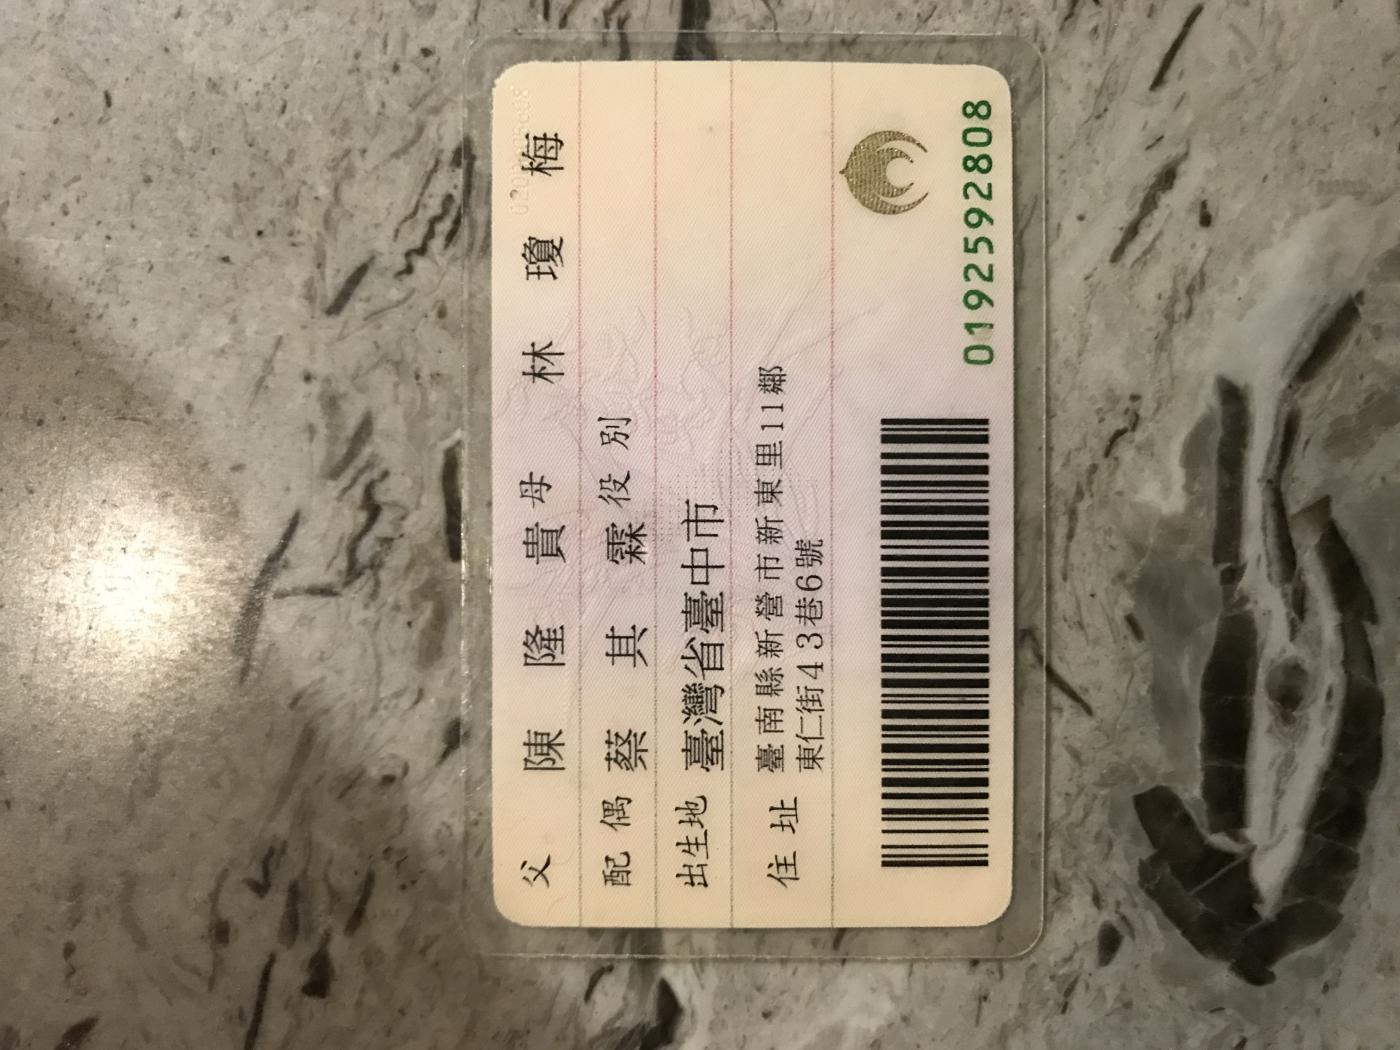 父 陳隆貴 母 林瓊梅
配偶 蔡其霖 役別
出生地 臺灣省臺中市
住址 臺南縣新營市新東里11鄰
東仁街43巷6號
0192592808